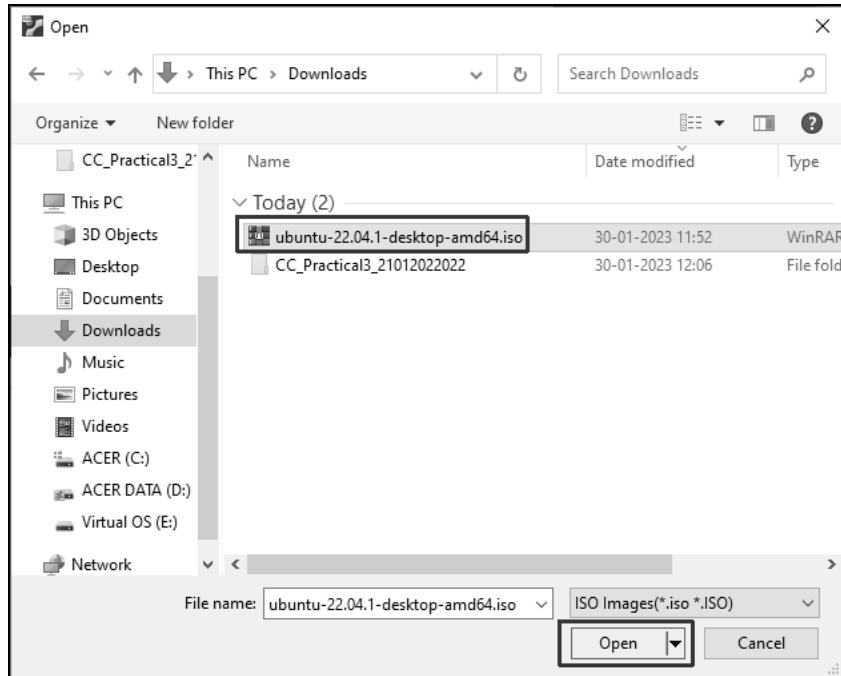 Open
This PC > Downloads
Search Downloads
Organize
New folder
CC_Practical3_21
Name
Date modified
Type
This PC
Today (2)
3D Objects
ubuntu-22.04.1-desktop-amd64.iso 30-01-2023 11:52 WinRAR
Desktop
CC_Practical3_21012022022 30-01-2023 12:06 File fold
Documents
Downloads
Music
Pictures
Videos
ACER (C:)
ACER DATA (D:)
Virtual OS (E:)
Network
File name: ubuntu-22.04.1-desktop-amd64.iso
ISO Images(*.iso *.ISO)
Open
Cancel